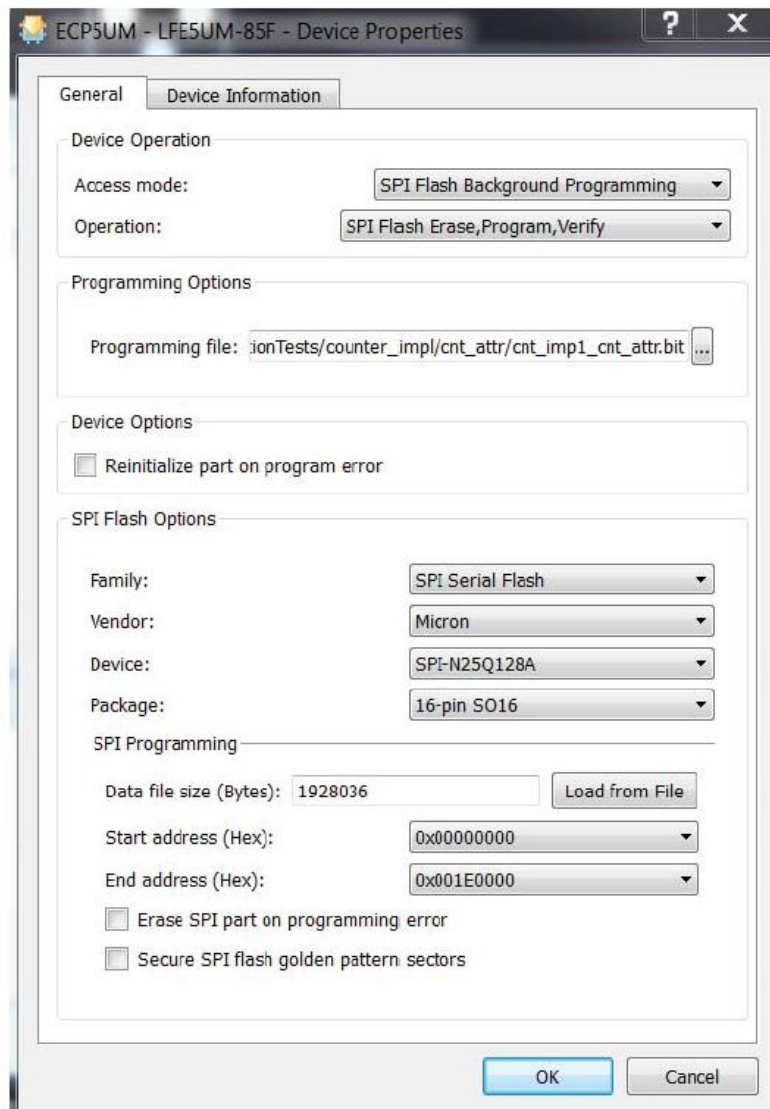 ECP5UM - LFE5UM-85F - Device Properties
? X
General Device Information
Device Operation
Access mode: SPI Flash Background Programming
Operation: SPI Flash Erase,Program,Verify
Programming Options
Programming file: tionTests/counter_impl/cnt_attr/cnt_imp1_cnt_attr.bit ...
Device Options
Reinitialize part on program error
SPI Flash Options
Family: SPI Serial Flash
Vendor: Micron
Device: SPI-N25Q128A
Package: 16-pin SO16
SPI Programming
Data file size (Bytes): 1928036 Load from File
Start address (Hex): 0x00000000
End address (Hex): 0x001E0000
Erase SPI part on programming error
Secure SPI flash golden pattern sectors
OK Cancel